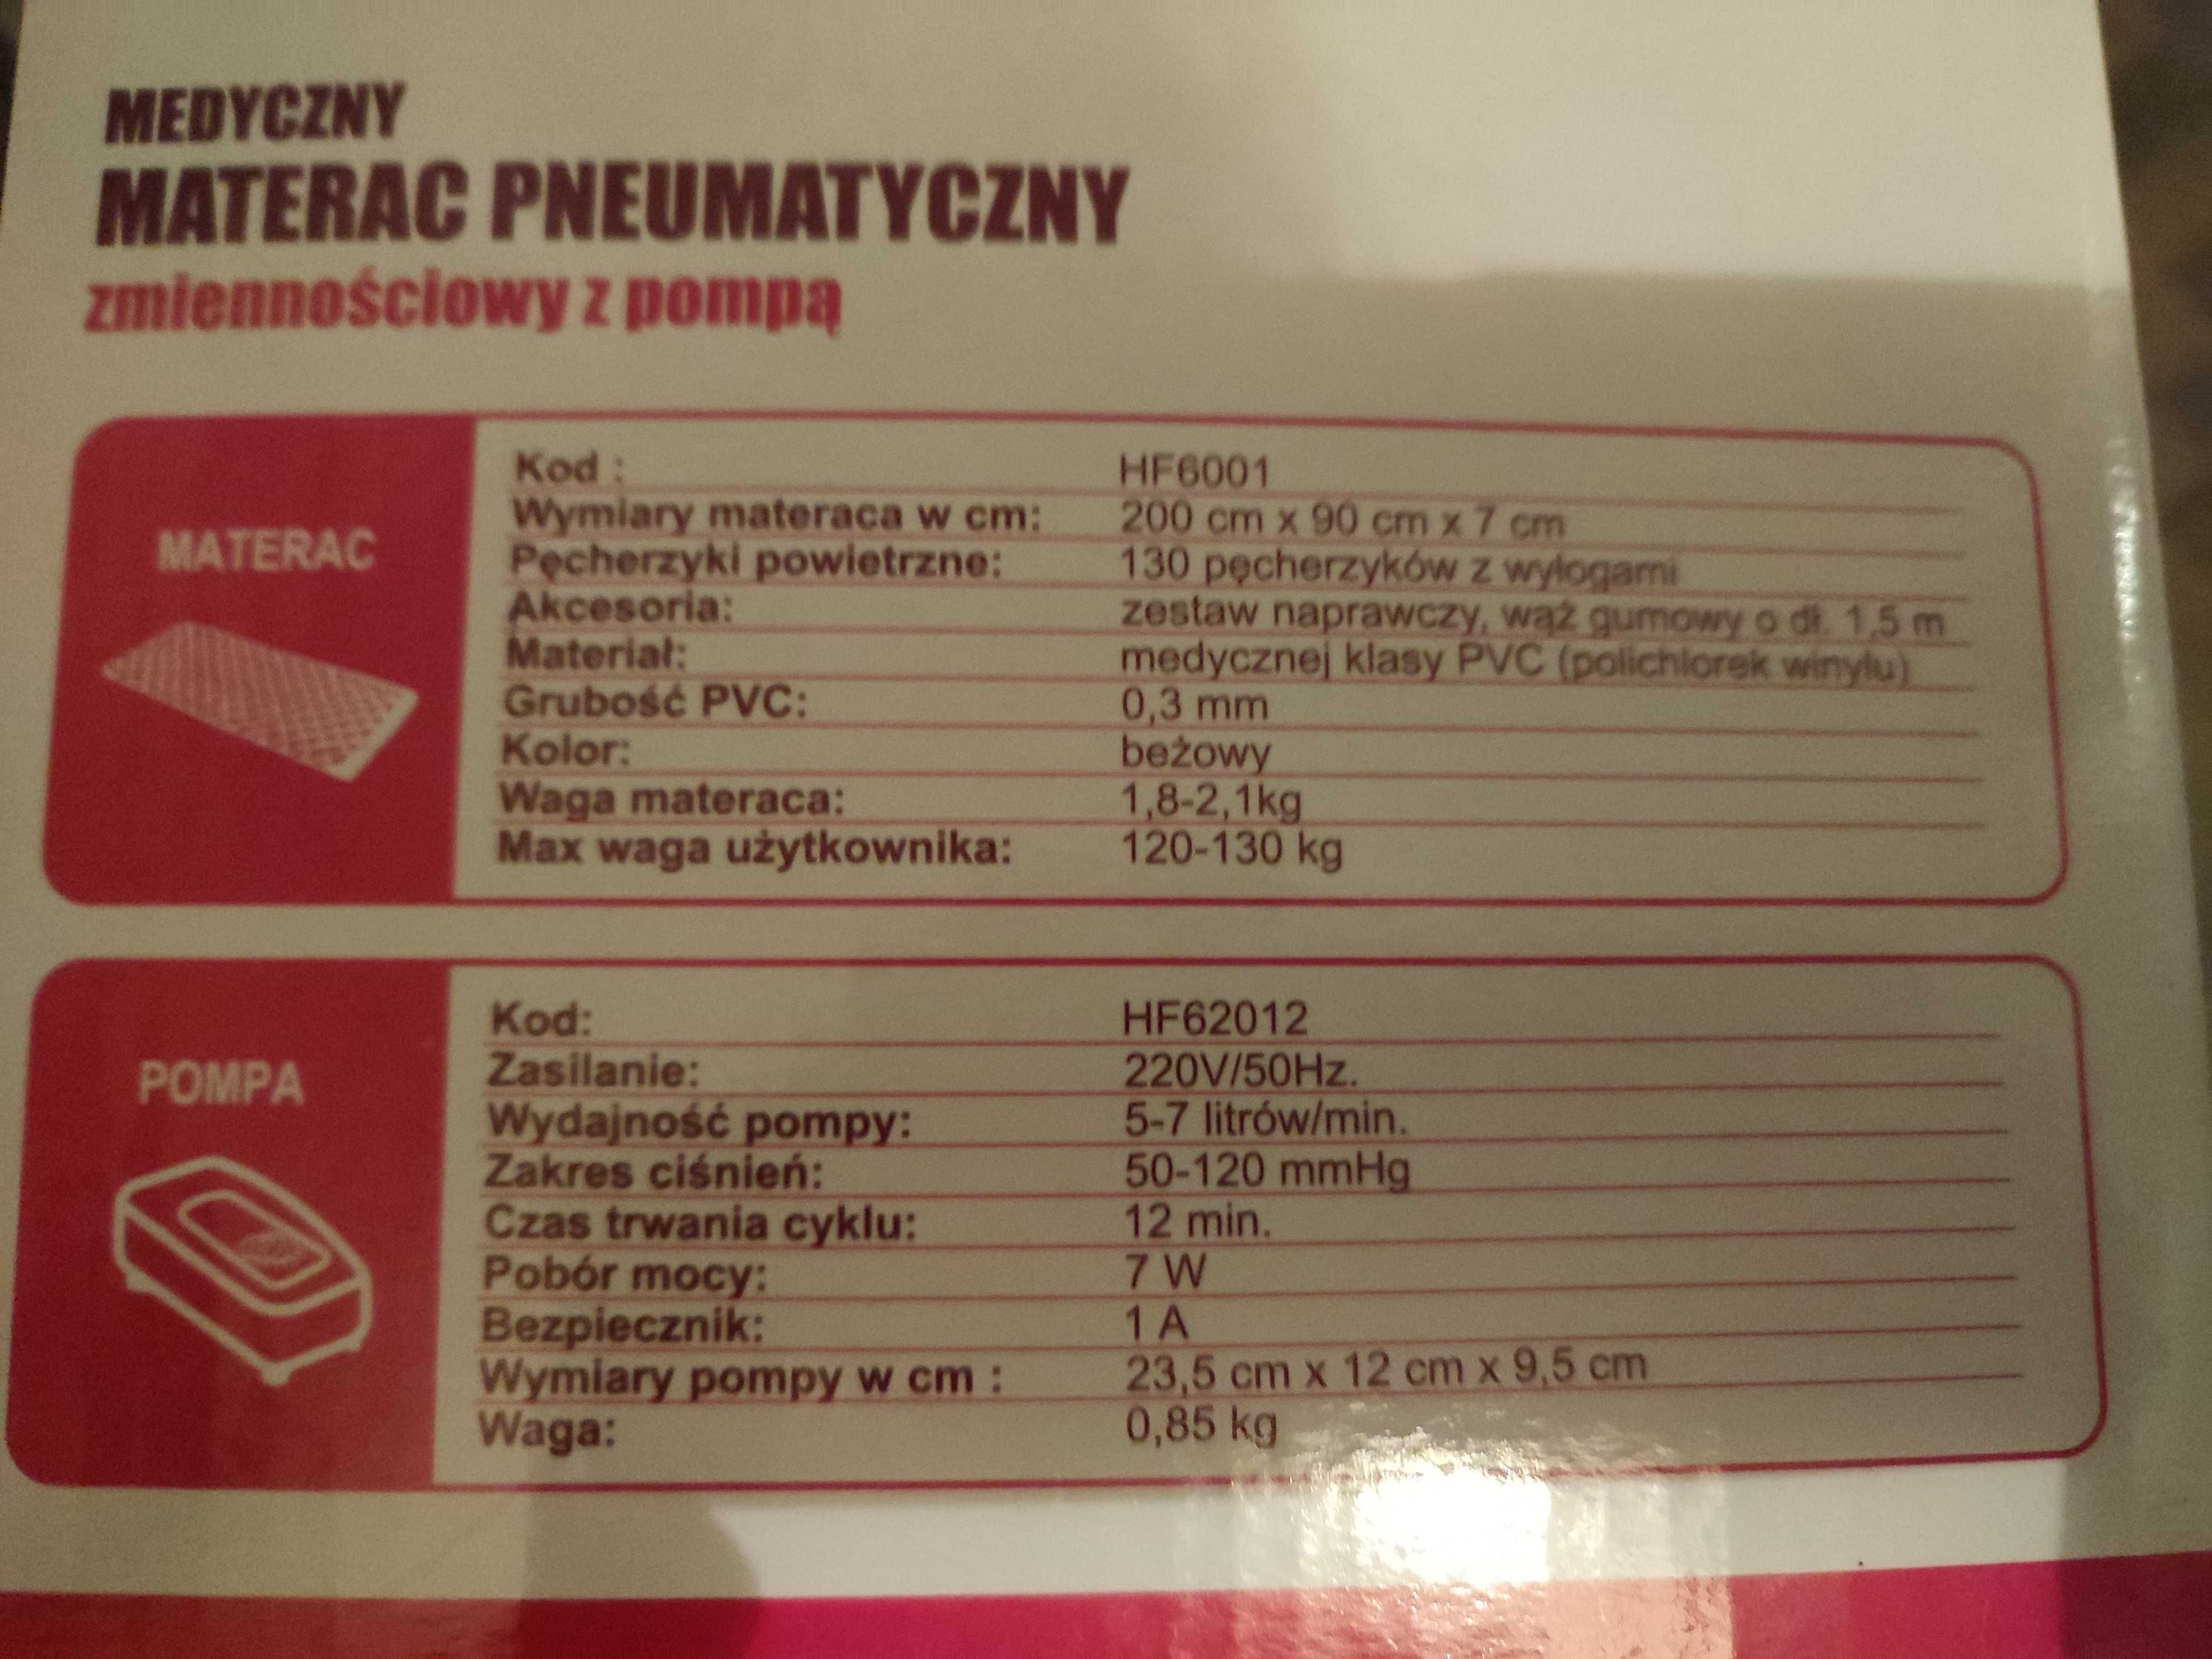 MEDYCZNY
MATERAC PNEUMATYCZNY
zmiennościowy z pompą
MATERAC
Kod : HF6001
Wymiary materaca w cm: 200 cm x 90 cm x 7 cm
Pęcherzyki powietrzne: 130 pęcherzyków z wyłogami
Akcesoria: zestaw naprawczy, wąż gumowy o dł. 1,5 m
Materiał: medycznej klasy PVC (polichlorek winylu)
Grubość PVC: 0,3 mm
Kolor: beżowy
Waga materaca: 1,8-2,1kg
Max waga użytkownika: 120-130 kg
POMPA
Kod: HF62012
Zasilanie: 220V/50Hz.
Wydajność pompy: 5-7 litrów/min.
Zakres ciśnień: 50-120 mmHg
Czas trwania cyklu: 12 min.
Pobór mocy: 7 W
Bezpiecznik: 1 A
Wymiary pompy w cm : 23,5 cm x 12 cm x 9,5 cm
Waga: 0,85 kg